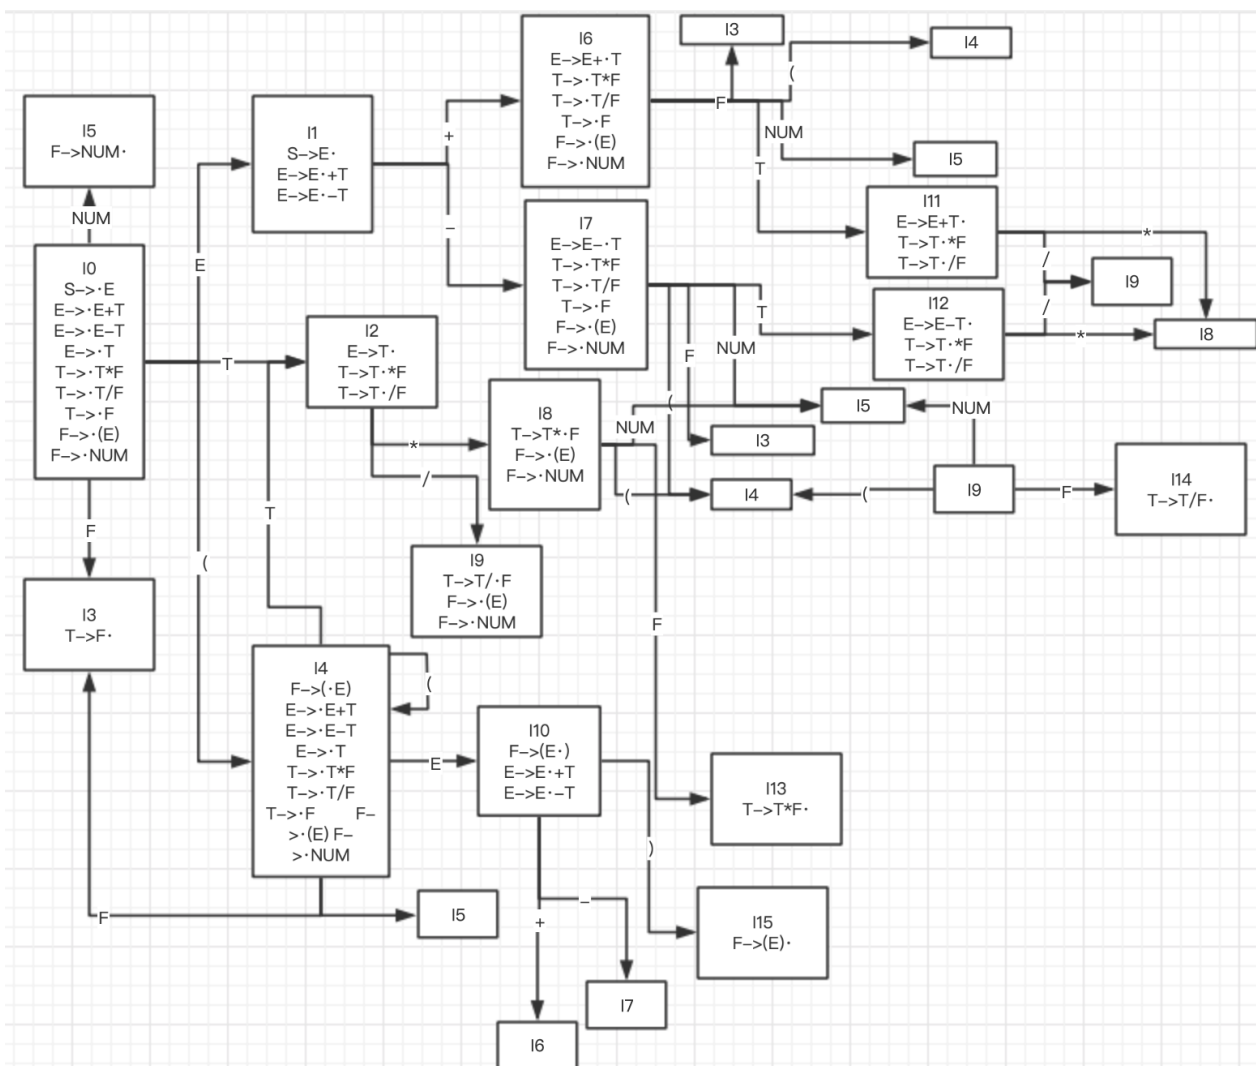 I6
E–>E+·T
T–>·T*F
T–>·T/F
T–>·F
F–>·(E)
F–>·NUM
I3
I4
(
F
NUM
T
I5
I5
F–>NUM·
NUM
I1
S–>E·
E–>E·+T
E–>E·–T
+
–
E
I0
S–>·E
E–>·E+T
E–>·E–T
E–>·T
T–>·T*F
T–>·T/F
T–>·F
F–>·(E)
F–>·NUM
I7
E–>E–·T
T–>·T*F
T–>·T/F
T–>·F
F–>·(E)
F–>·NUM
I11
E–>E+T·
T–>T·*F
T–>T·/F
*
/
I9
/
I12
E–>E–T·
T–>T·*F
T–>T·/F
*
I8
T
F
NUM
(
T
I2
E–>T·
T–>T·*F
T–>T·/F
*
/
I8
T–>T*·F
F–>·(E)
F–>·NUM
NUM
(
I5
NUM
I3
I4
(
I9
F
I14
T–>T/F·
F
T
(
I9
T–>T/·F
F–>·(E)
F–>·NUM
F
I3
T–>F·
I4
F–>(·E)
E–>·E+T
E–>·E–T
E–>·T
T–>·T*F
T–>·T/F
T–>·F F–
>·(E) F–
>·NUM
(
E
I10
F–>(E·)
E–>E·+T
E–>E·–T
I13
T–>T*F·
)
F
I5
+
–
I15
F–>(E)·
I7
I6